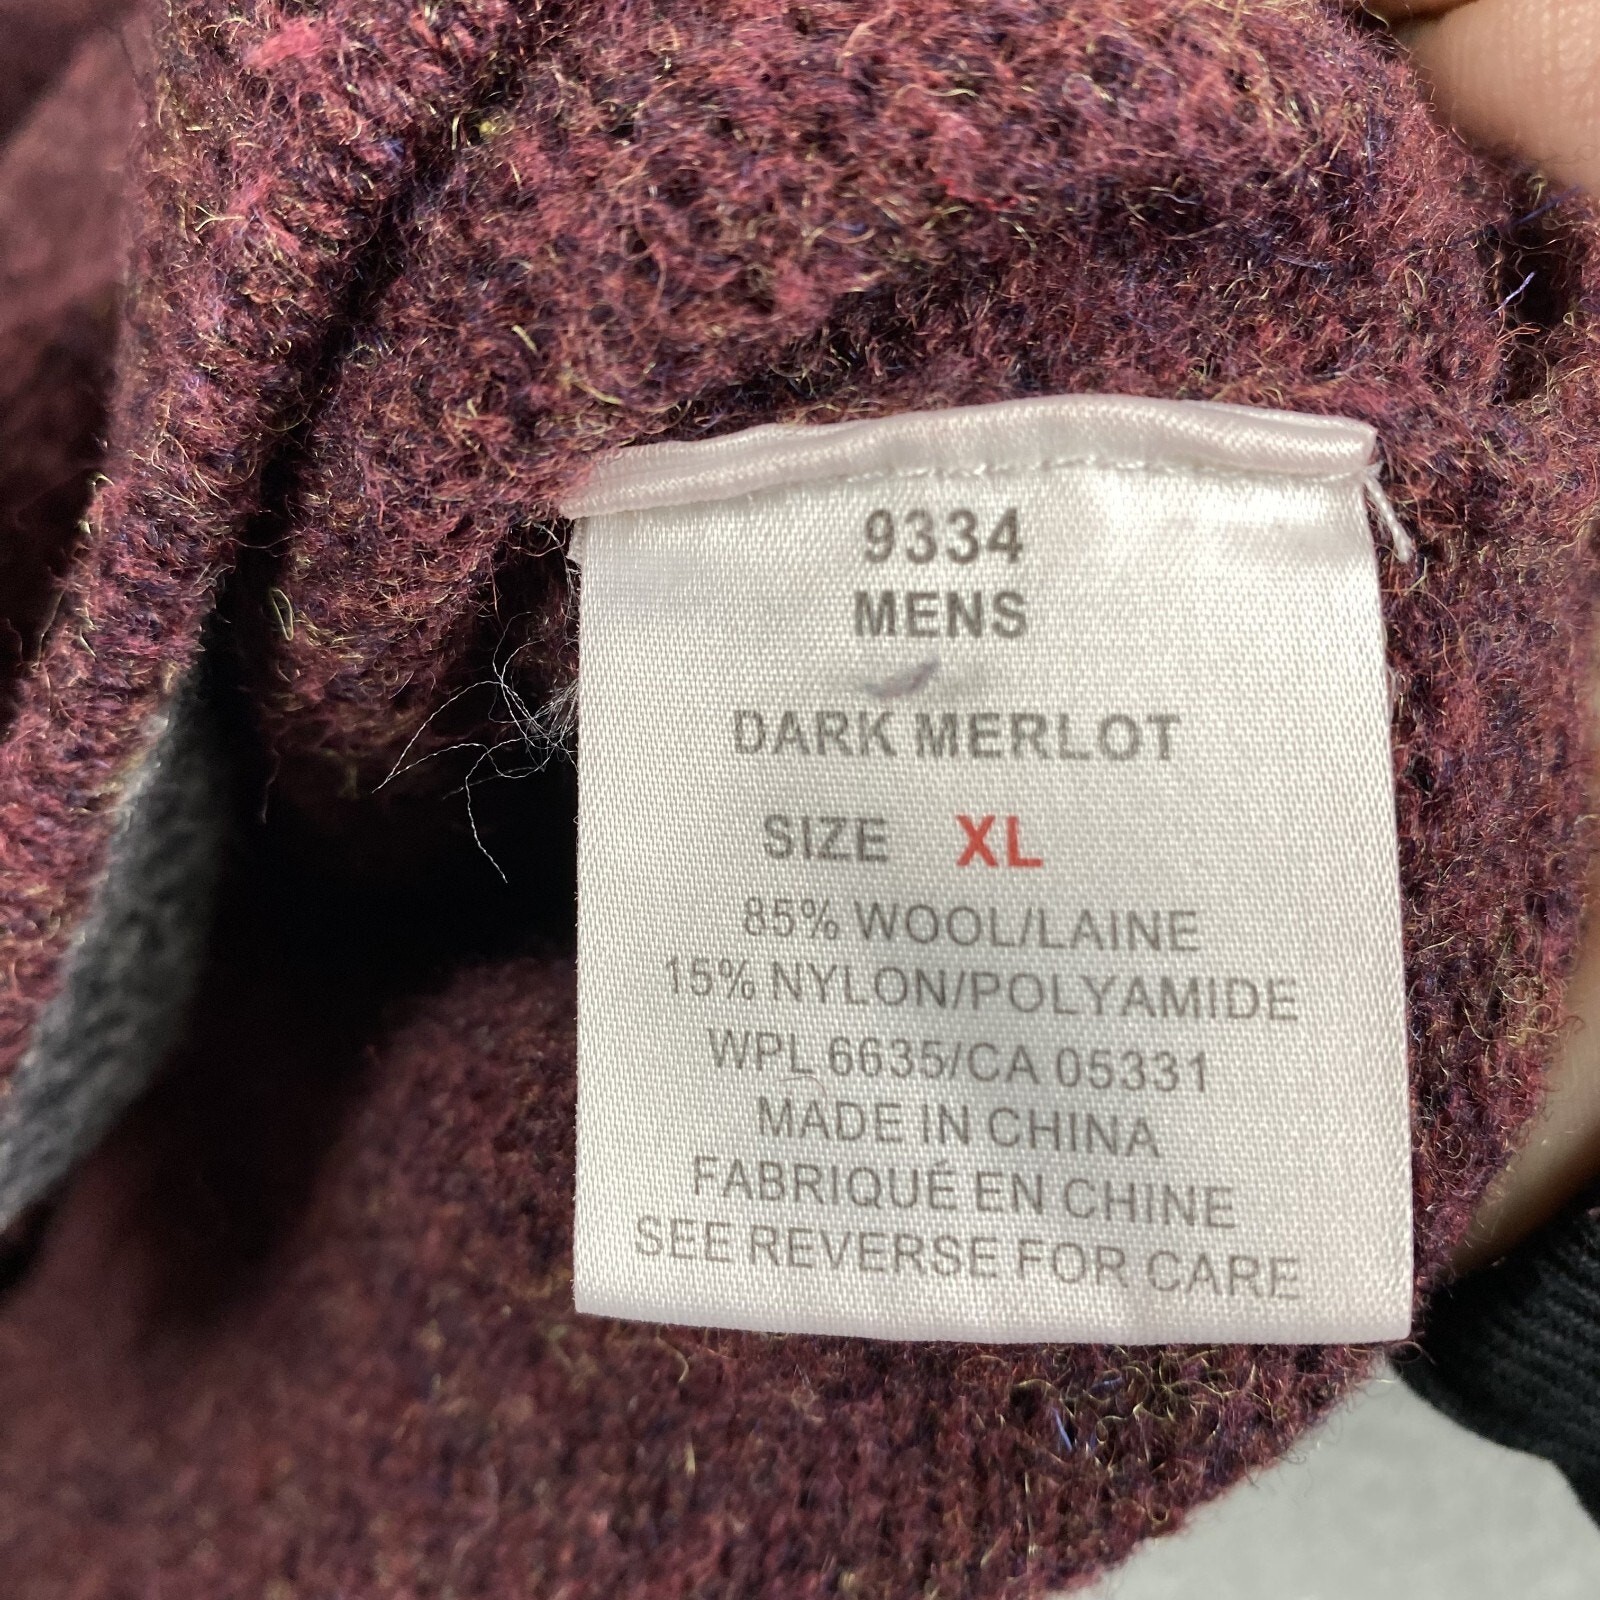 9334
MENS
DARK MERLOT
SIZE XL
85% WOOL/LAINE
15% NYLON/POLYAMIDE
WPL 6635/CA 05331
MADE IN CHINA
FABRIQUÉ EN CHINE
SEE REVERSE FOR CARE